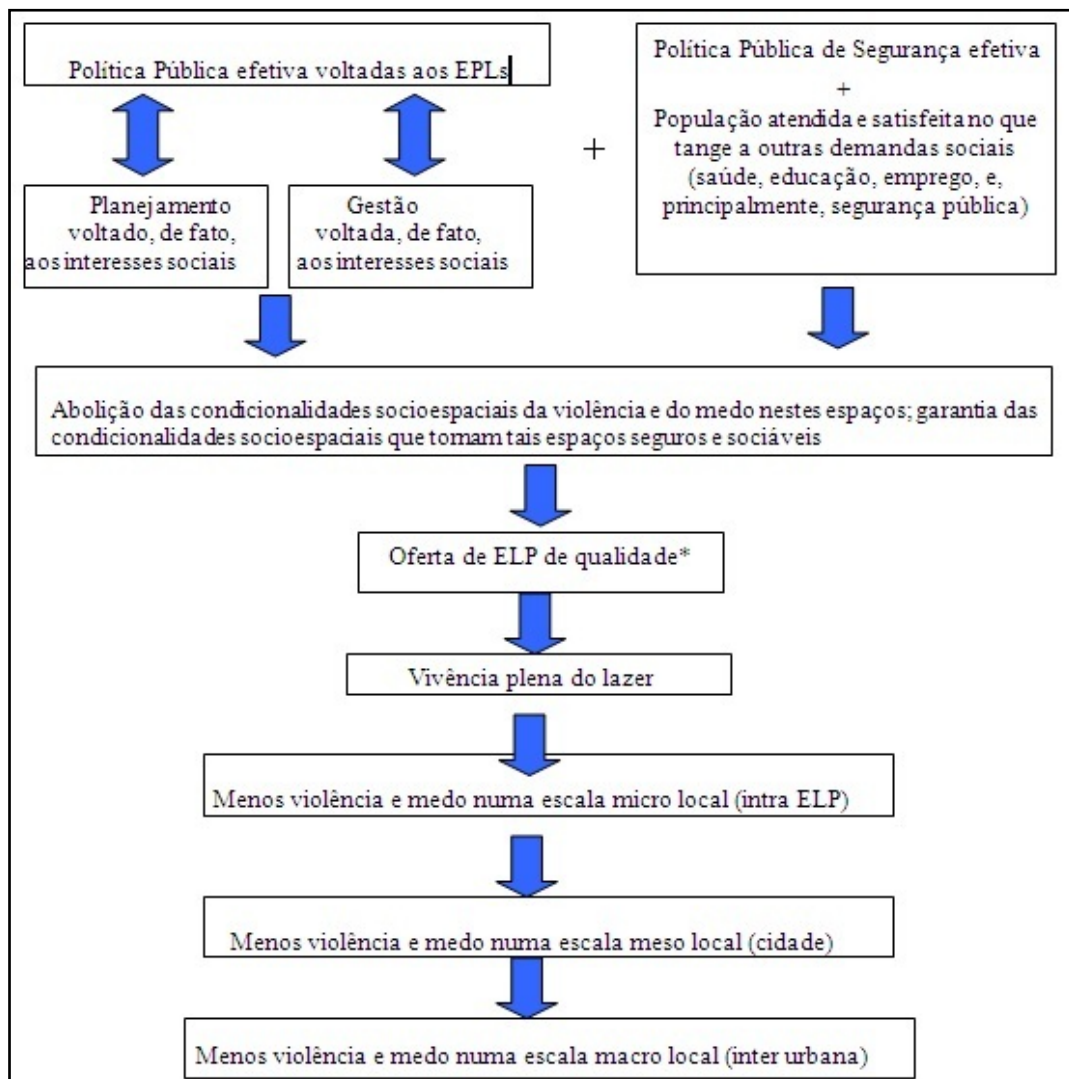 Política Pública efetiva voltadas aos EPLs
Planejamento
voltado, de fato,
aos interesses sociais
Gestão
voltada, de fato,
aos interesses sociais
+
Política Pública de Segurança efetiva
+
População atendida e satisfeita no que
tange a outras demandas sociais
(saúde, educação, emprego, e,
principalmente, segurança pública)
Abolição das condicionalidades socioespaciais da violência e do medo nestes espaços; garantia das
condicionalidades socioespaciais que tornam tais espaços seguros e sociáveis
Oferta de ELP de qualidade*
Vivência plena do lazer
Menos violência e medo numa escala micro local (intra ELP)
Menos violência e medo numa escala meso local (cidade)
Menos violência e medo numa escala macro local (inter urbana)